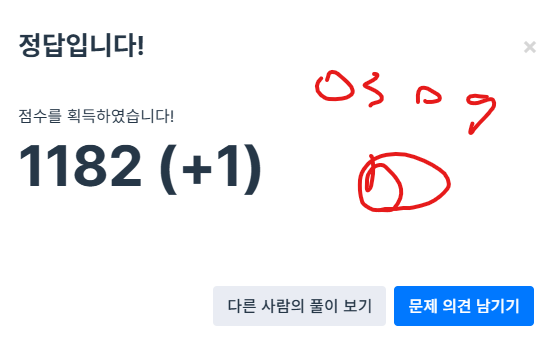 정답입니다!
점수를 획득하였습니다!
1182 (+1)
다른 사람의 풀이 보기
문제 의견 남기기